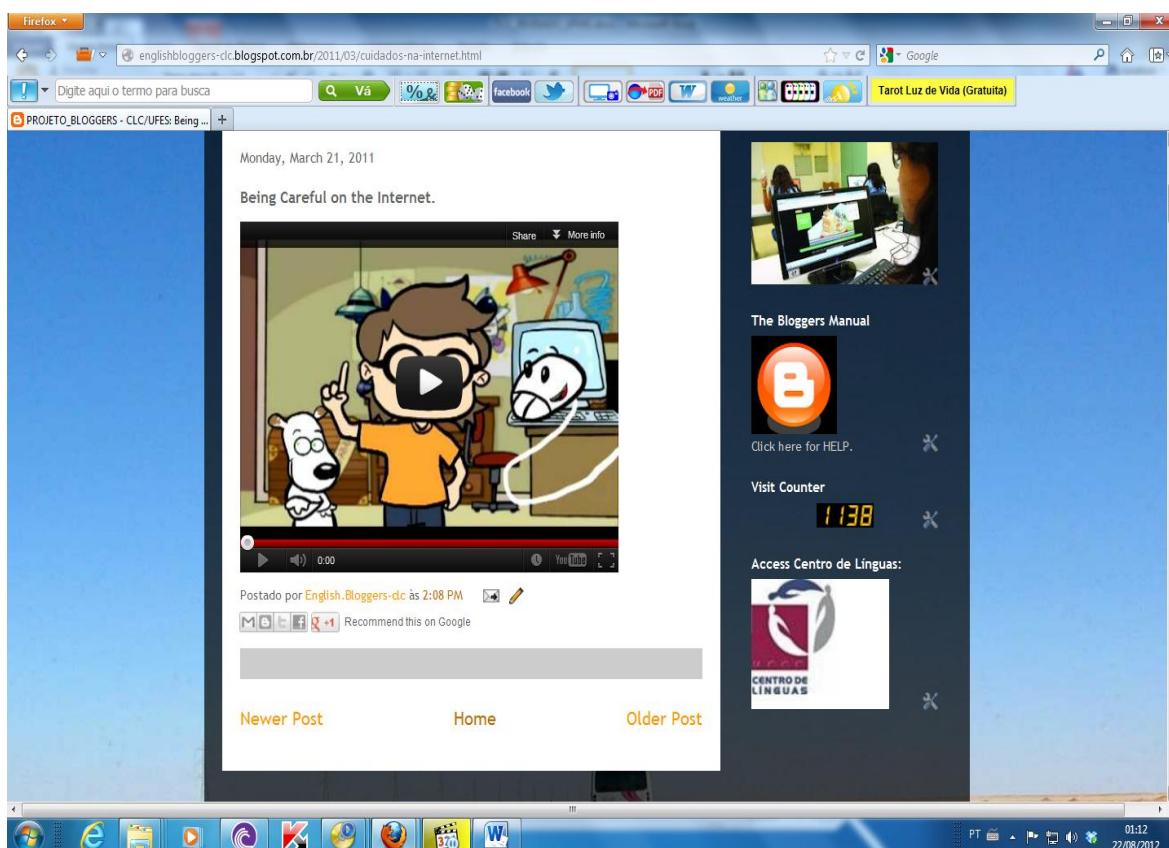 Firefox
englishbloggers-clc.blogspot.com.br/2011/03/cuidados-na-internet.html
Google
Digite aqui o termo para busca
Vá
facebook
PDF
W
weather
Tarot Luz de Vida (Gratuita)
PROJETO_BLOGGERS - CLC/UFES: Being ...
Monday, March 21, 2011
Being Careful on the Internet.
Share
More info
0:00
YouTube
Postado por English.Bloggers-clc às 2:08 PM
+1 Recommend this on Google
Newer Post
Home
Older Post
The Bloggers Manual
Click here for HELP.
Visit Counter
1138
Access Centro de Línguas:
CENTRO DE
LÍNGUAS
PT
01:12
22/08/2012